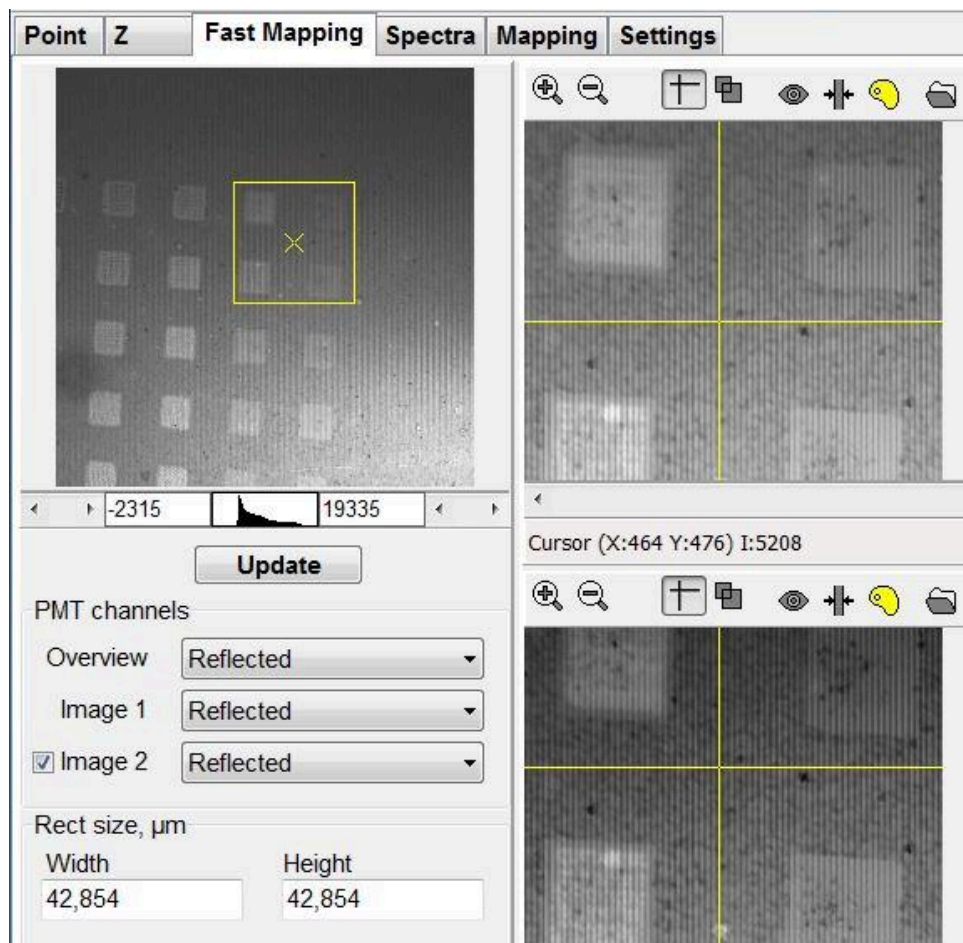 Point Z Fast Mapping Spectra Mapping Settings
-2315 19335
Update
PMT channels
Overview Reflected
Image 1 Reflected
Image 2 Reflected
Rect size, µm
Width Height
42,854 42,854
Cursor (X:464 Y:476) I:5208